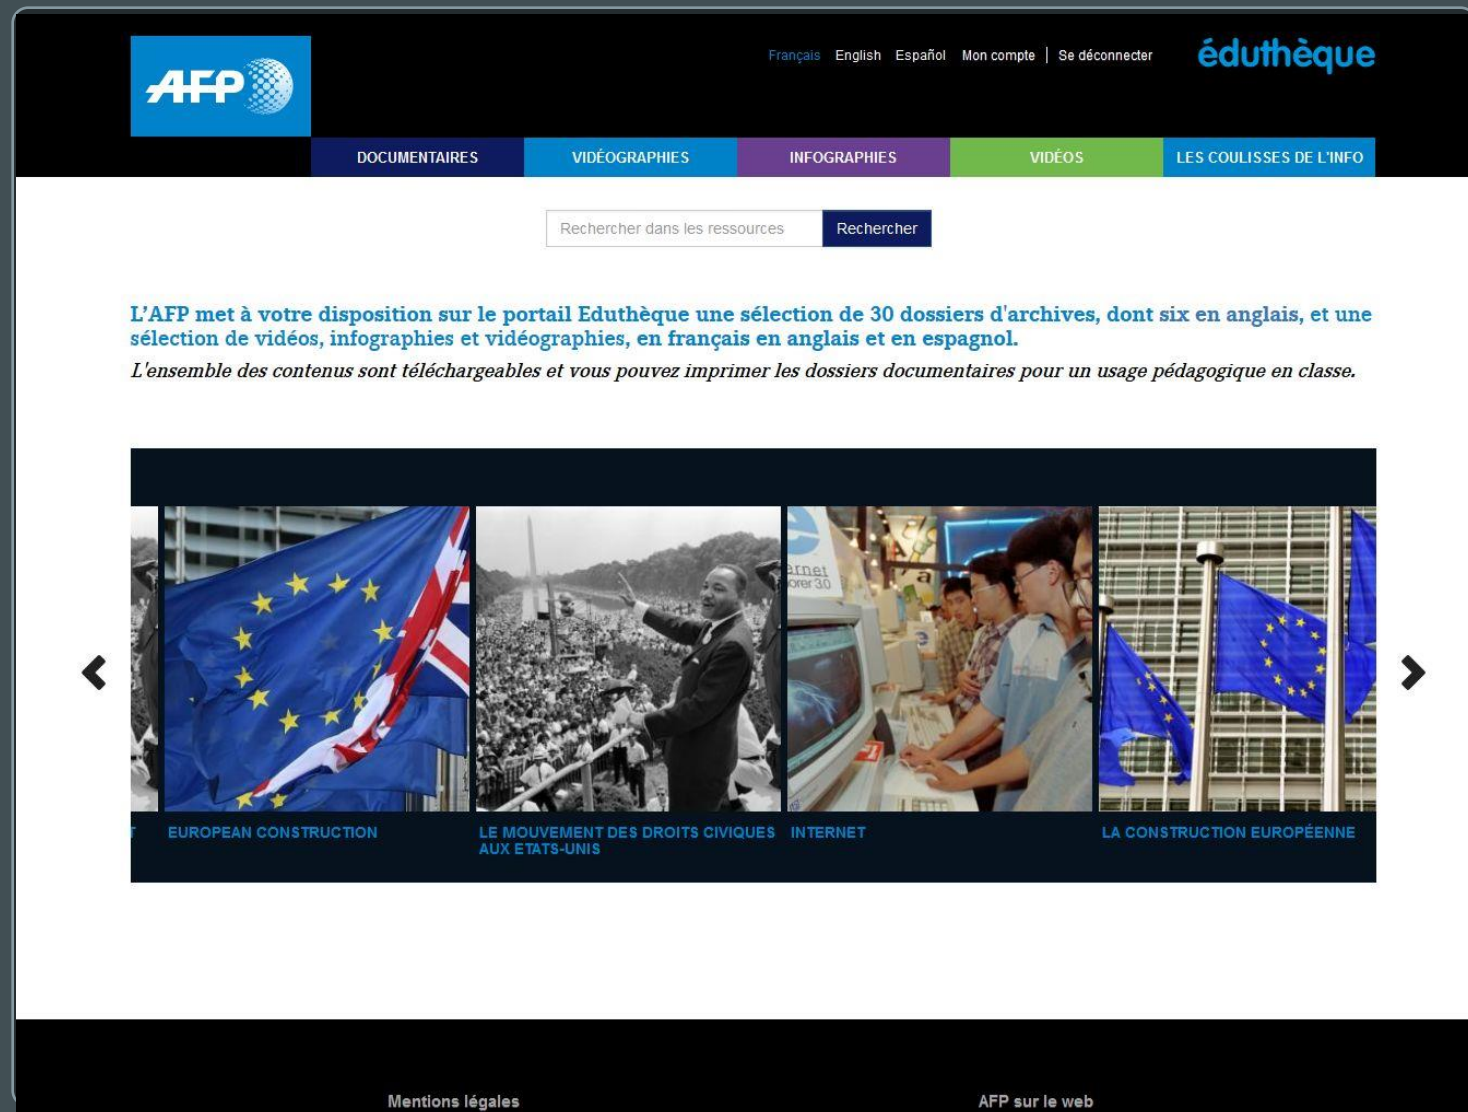 AFP
Français English Español Mon compte | Se déconnecter
éduthèque
DOCUMENTAIRES VIDÉOGRAPHIES INFOGRAPHIES VIDÉOS LES COULISSES DE L'INFO
Rechercher dans les ressources Rechercher
L’AFP met à votre disposition sur le portail Eduthèque une sélection de 30 dossiers d'archives, dont six en anglais, et une
sélection de vidéos, infographies et vidéographies, en français en anglais et en espagnol.
L'ensemble des contenus sont téléchargeables et vous pouvez imprimer les dossiers documentaires pour un usage pédagogique en classe.
T EUROPEAN CONSTRUCTION
LE MOUVEMENT DES DROITS CIVIQUES
AUX ETATS-UNIS
INTERNET
LA CONSTRUCTION EUROPÉENNE
Mentions légales
AFP sur le web